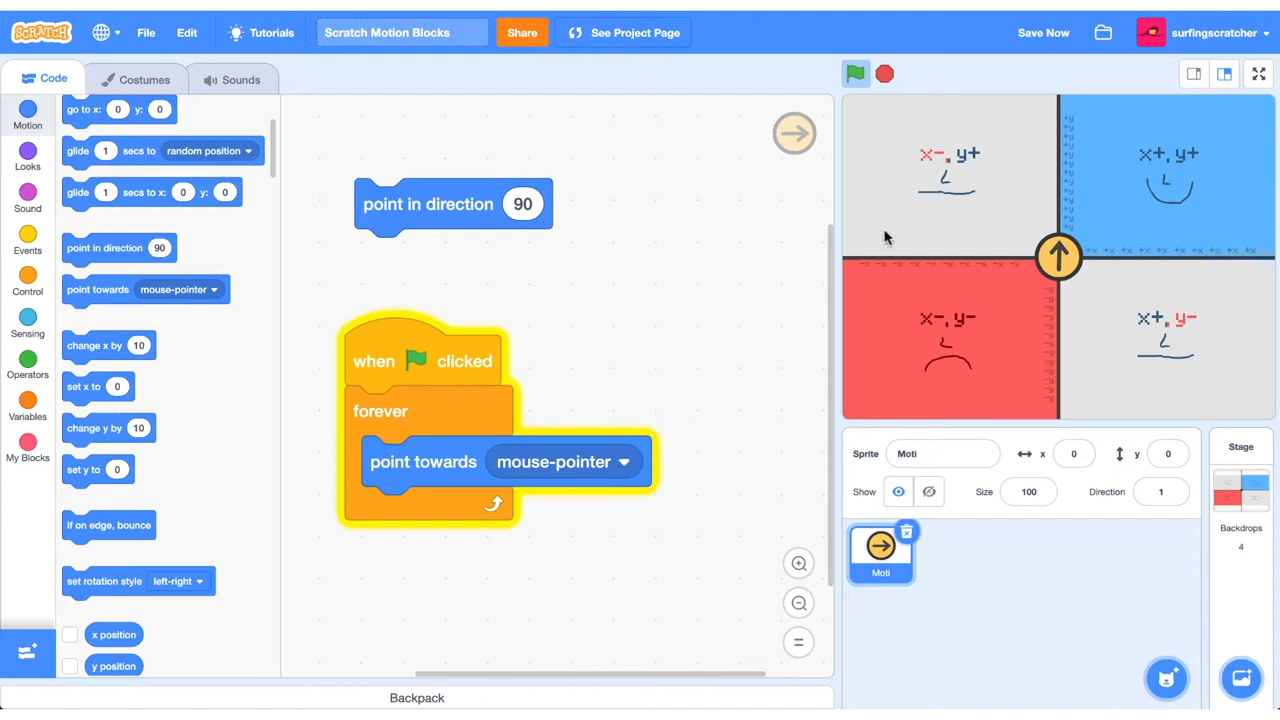 SCRATCH
File
Edit
Tutorials
Scratch Motion Blocks
Share
See Project Page
Save Now
surfingscratcher
Code
Costumes
Sounds
Motion
Looks
Sound
Events
Control
Sensing
Operators
Variables
My Blocks
go to x: 0 y: 0
glide 1 secs to random position
glide 1 secs to x: 0 y: 0
point in direction 90
point towards mouse-pointer
change x by 10
set x to 0
change y by 10
set y to 0
if on edge, bounce
set rotation style left-right
x position
y position
point in direction 90
when clicked
forever
point towards mouse-pointer
Backpack
x-, y+
x+, y+
+y
+y
+y
+y
+y
+y
+y
+y
+y
+y
+y
+y
+x +x +x +x +x +x +x +x
-x -x -x -x -x -x -x -x -x
-y
-y
-y
-y
-y
-y
-y
-y
-y
-y
-y
-y
x-, y-
x+, y-
Sprite Moti x 0 y 0
Show Size 100 Direction 1
Moti
Stage
Backdrops
4